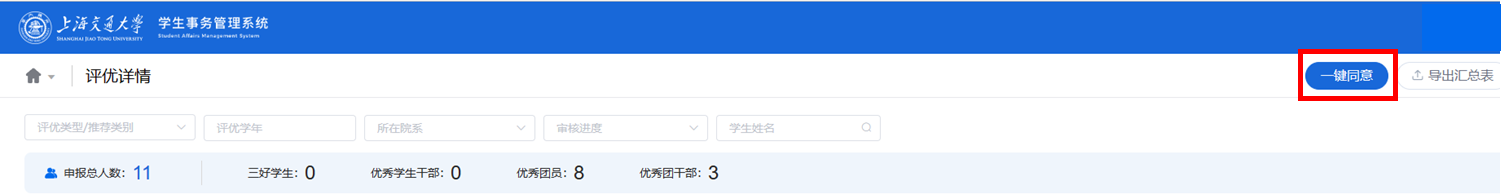 上海交通大学 学生事务管理系统
SHANGHAI JIAO TONG UNIVERSITY Student Affairs Management System
评优详情 一键同意 导出汇总表
评优类型/推荐类别 评优学年 所在院系 审核进度 学生姓名
申报总人数：11 三好学生：0 优秀学生干部：0 优秀团员：8 优秀团干部：3